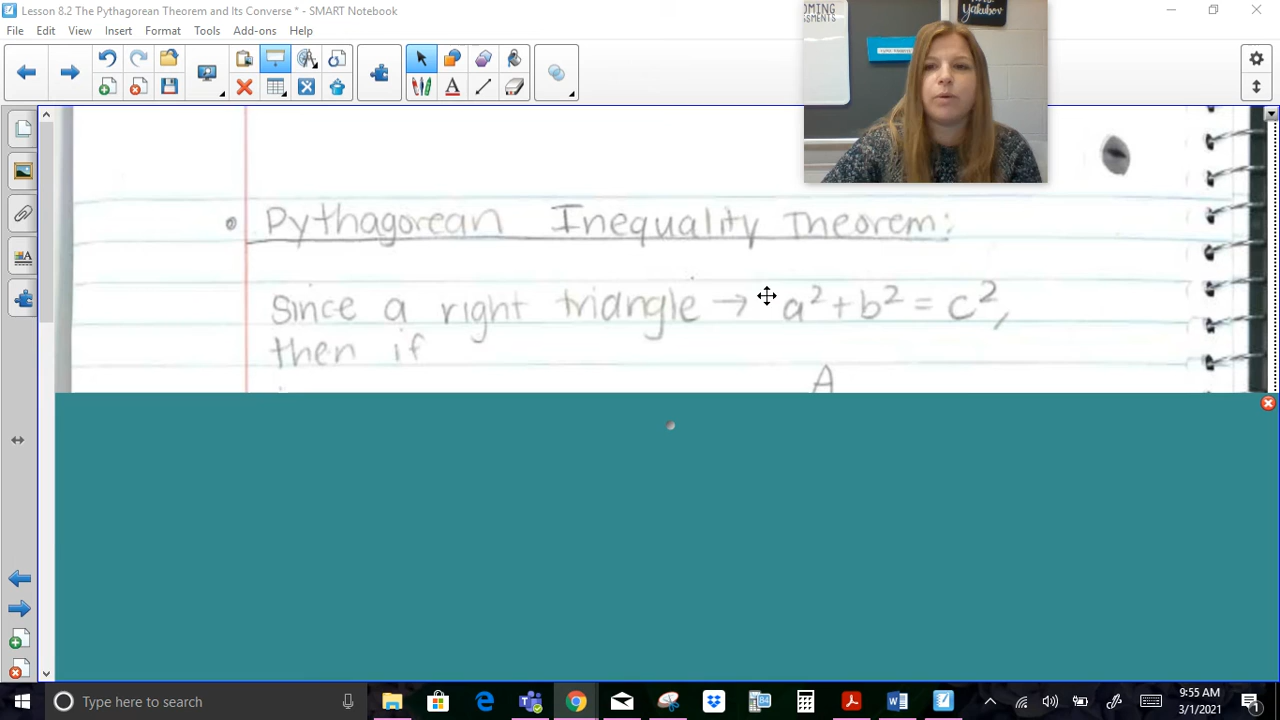 Lesson 8.2 The Pythagorean Theorem and Its Converse * - SMART Notebook
File Edit View Insert Format Tools Add-ons Help
Yakubov
Pythagorean Inequality Theorem:
Since a right triangle → a² + b² = c²,
then if
A
Type here to search
9:55 AM
3/1/2021